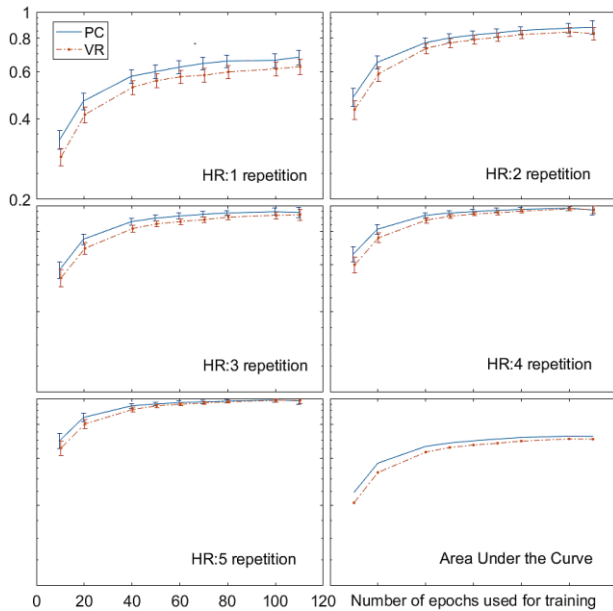 1
0.8
0.6
0.4
0.2
PC
VR
HR:1 repetition
HR:2 repetition
HR:3 repetition
HR:4 repetition
HR:5 repetition
Area Under the Curve
0 20 40 60 80 100 120 Number of epochs used for training